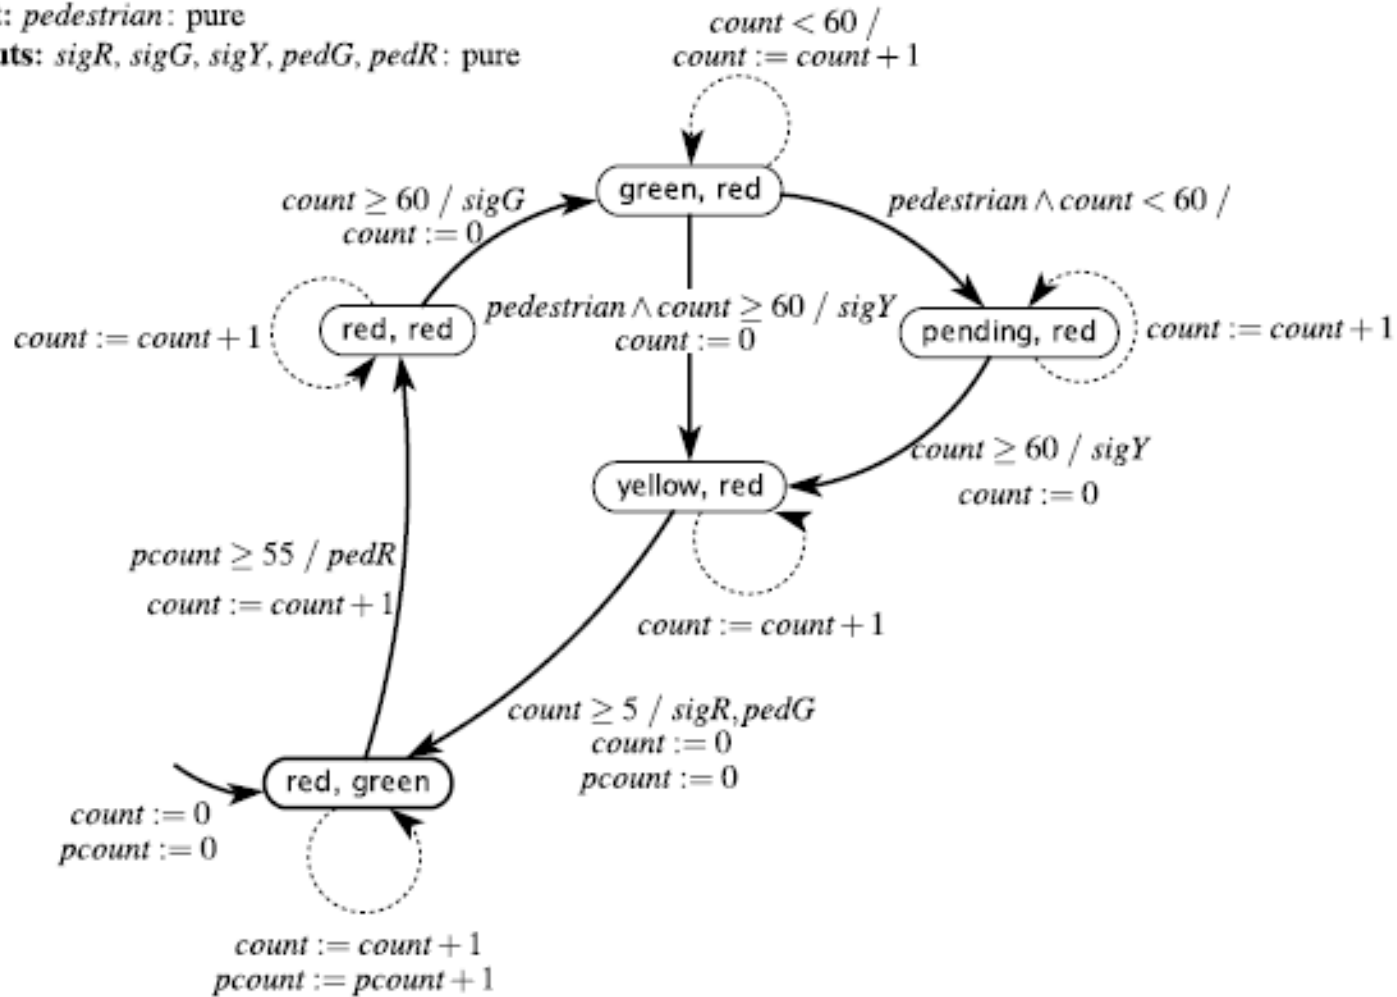 : pedestrian: pure
uts: sigR, sigG, sigY, pedG, pedR: pure
count < 60 /
count := count + 1
green, red
count ≥ 60 / sigG
count := 0
pedestrian ∧ count < 60 /
red, red
count := count + 1
pedestrian ∧ count ≥ 60 / sigY
count := 0
pending, red
count := count + 1
count ≥ 60 / sigY
count := 0
yellow, red
count := count + 1
pcount ≥ 55 / pedR
count := count + 1
count ≥ 5 / sigR, pedG
count := 0
pcount := 0
red, green
count := 0
pcount := 0
count := count + 1
pcount := pcount + 1